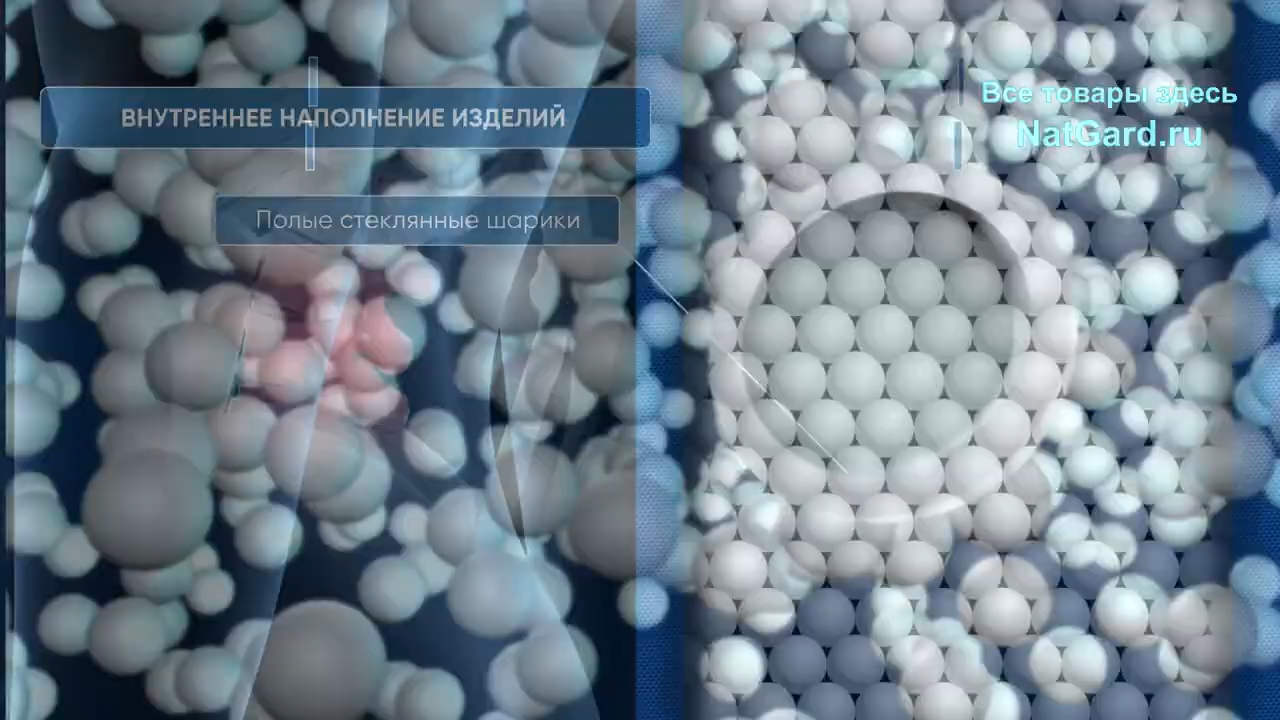 ВНУТРЕННЕЕ НАПОЛНЕНИЕ ИЗДЕЛИЙ
Полые стеклянные шарики
Все товары здесь
NatGard.ru